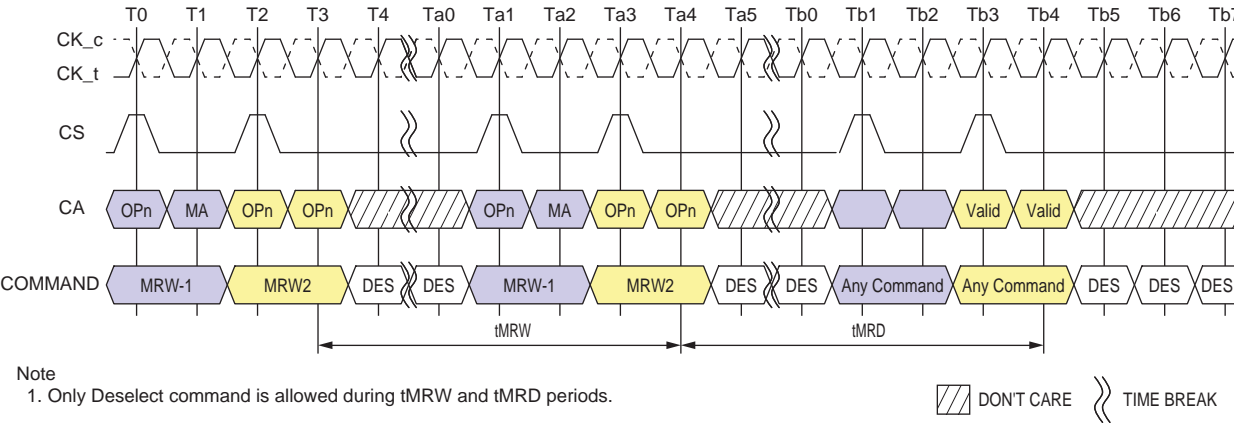 T0 T1 T2 T3 T4 Ta0 Ta1 Ta2 Ta3 Ta4 Ta5 Tb0 Tb1 Tb2 Tb3 Tb4 Tb5 Tb6 Tb7
CK_c
CK_t
CS
CA OPn MA OPn OPn OPn MA OPn OPn Valid Valid
COMMAND MRW-1 MRW2 DES DES MRW-1 MRW2 DES DES Any Command Any Command DES DES DES
tMRW tMRD
Note
1. Only Deselect command is allowed during tMRW and tMRD periods.
DON'T CARE TIME BREAK